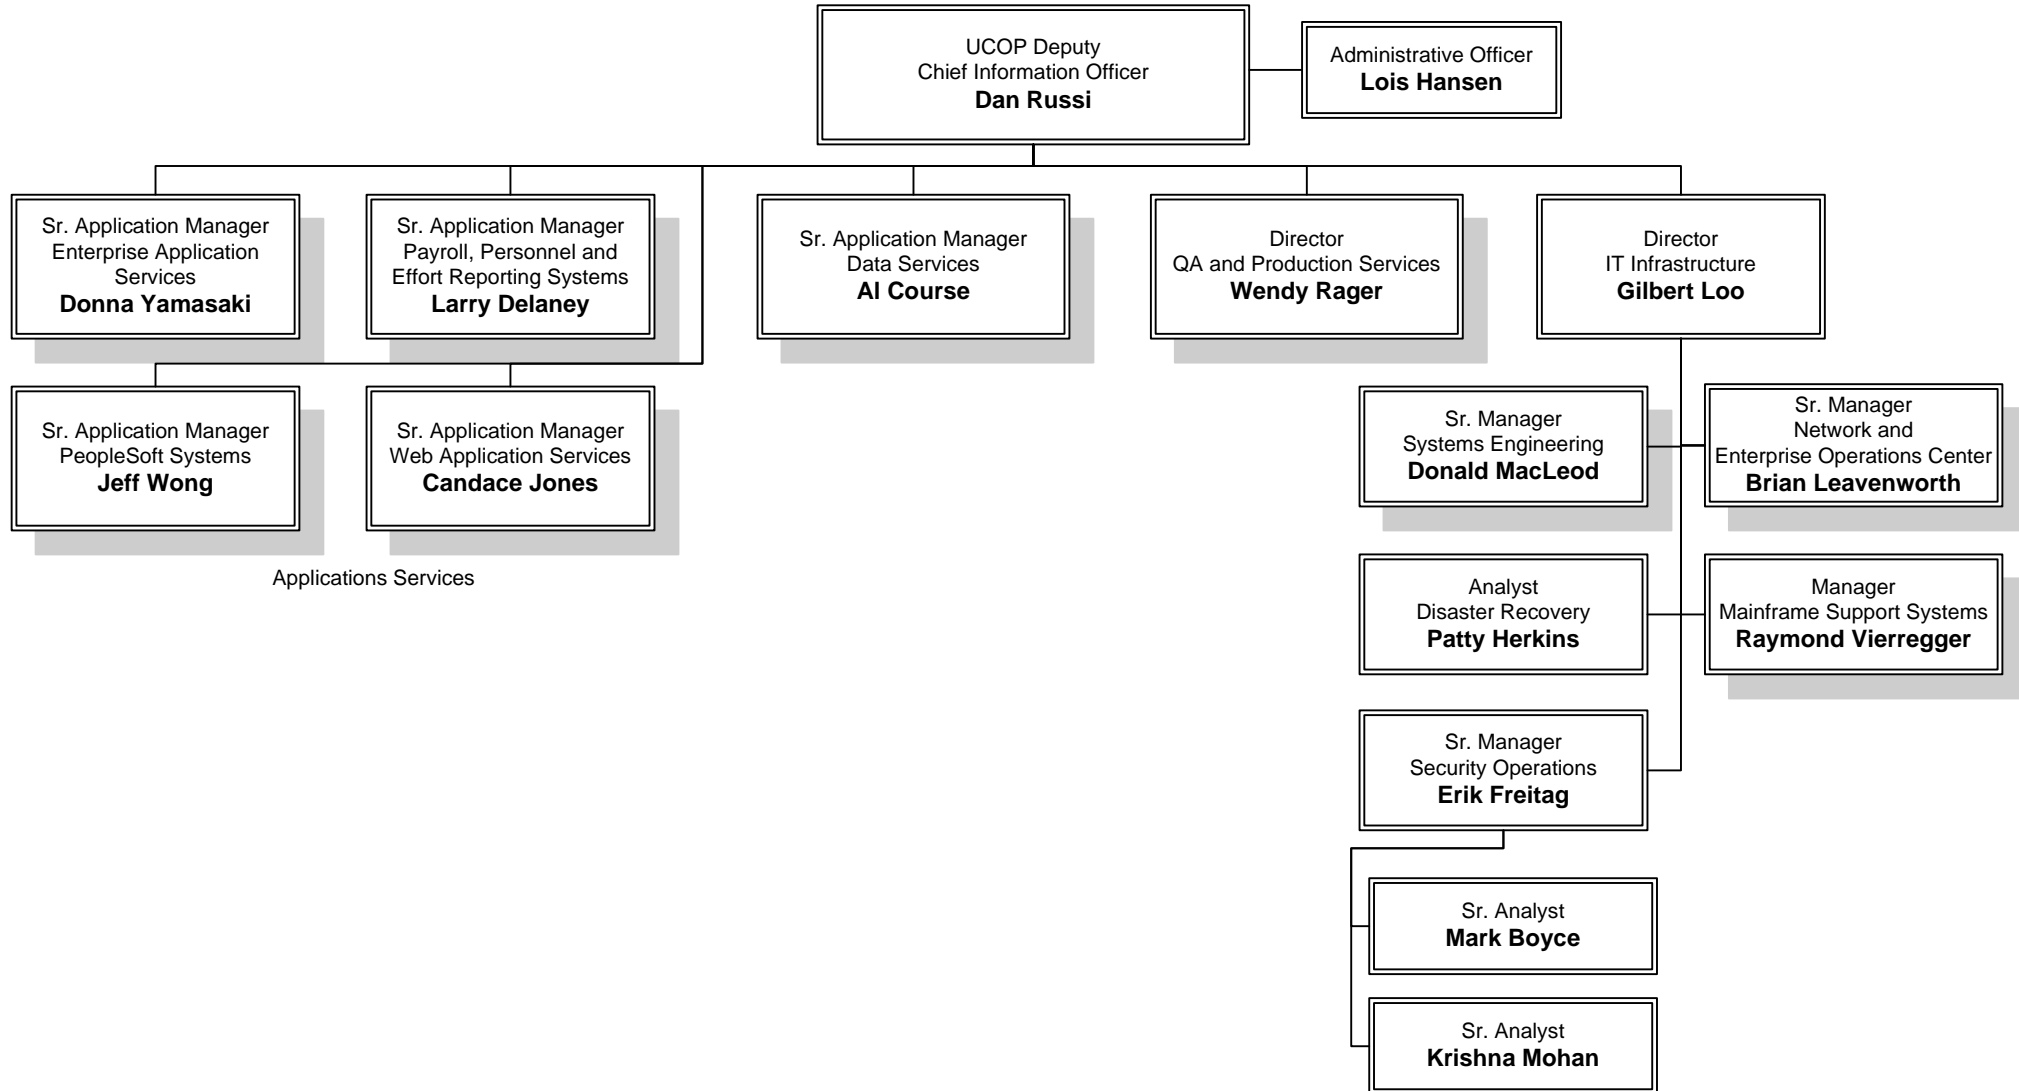 UCOP Deputy
Chief Information Officer
Dan Russi
Administrative Officer
Lois Hansen
Sr. Application Manager
Enterprise Application
Services
Donna Yamasaki
Sr. Application Manager
Payroll, Personnel and
Effort Reporting Systems
Larry Delaney
Sr. Application Manager
Data Services
Al Course
Director
QA and Production Services
Wendy Rager
Director
IT Infrastructure
Gilbert Loo
Sr. Application Manager
PeopleSoft Systems
Jeff Wong
Sr. Application Manager
Web Application Services
Candace Jones
Applications Services
Sr. Manager
Systems Engineering
Donald MacLeod
Sr. Manager
Network and
Enterprise Operations Center
Brian Leavenworth
Analyst
Disaster Recovery
Patty Herkins
Manager
Mainframe Support Systems
Raymond Vierregger
Sr. Manager
Security Operations
Erik Freitag
Sr. Analyst
Mark Boyce
Sr. Analyst
Krishna Mohan